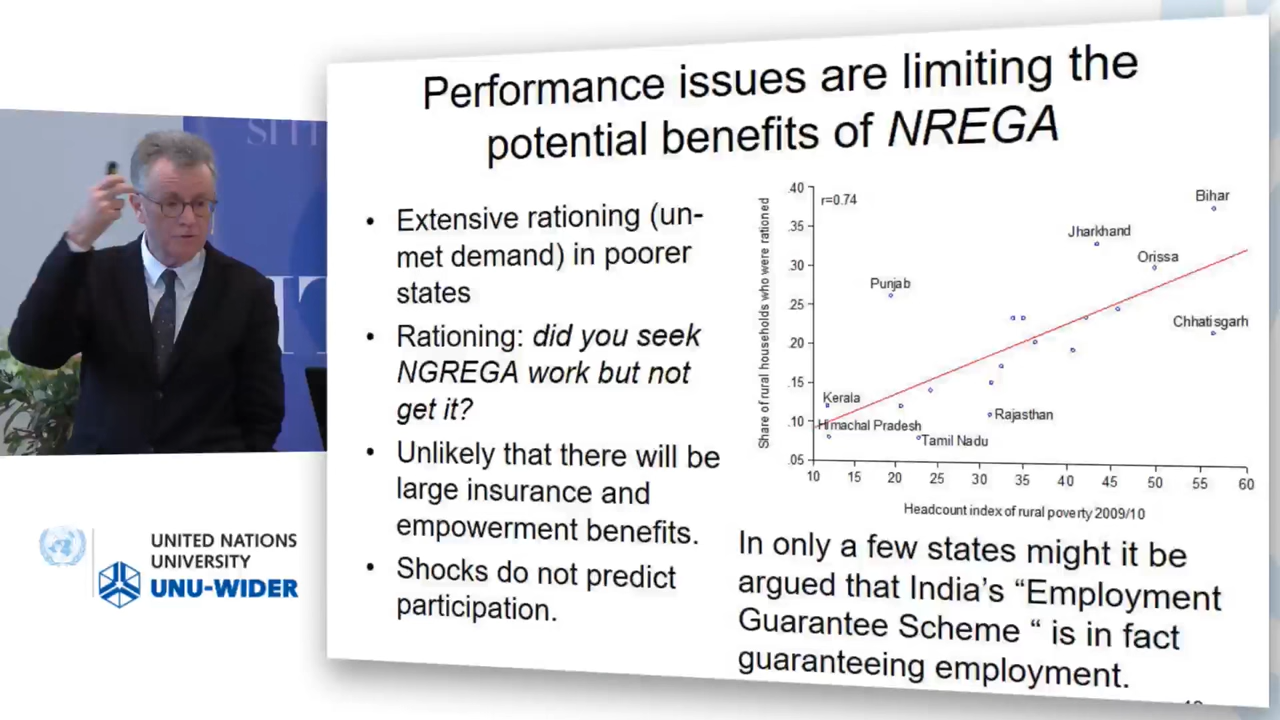 Performance issues are limiting the
potential benefits of NREGA
• Extensive rationing (un-
met demand) in poorer
states
• Rationing: did you seek
NGREGA work but not
get it?
• Unlikely that there will be
large insurance and
empowerment benefits.
• Shocks do not predict
participation.
Share of rural households who were rationed
.40
.35
.30
.25
.20
.15
.10
.05
r=0.74
Bihar
Jharkhand
Orissa
Punjab
Chhatisgarh
Kerala
Rajasthan
Himachal Pradesh
Tamil Nadu
10 15 20 25 30 35 40 45 50 55 60
Headcount index of rural poverty 2009/10
In only a few states might it be
argued that India's "Employment
Guarantee Scheme " is in fact
guaranteeing employment.
UNITED NATIONS
UNIVERSITY
UNU-WIDER